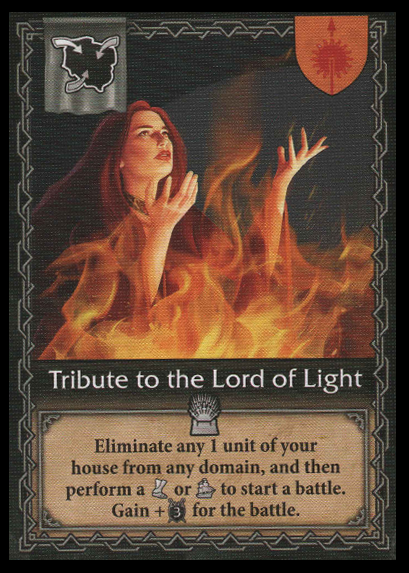 Tribute to the Lord of Light
Eliminate any 1 unit of your
house from any domain, and then
perform a or to start a battle.
Gain + 3 for the battle.